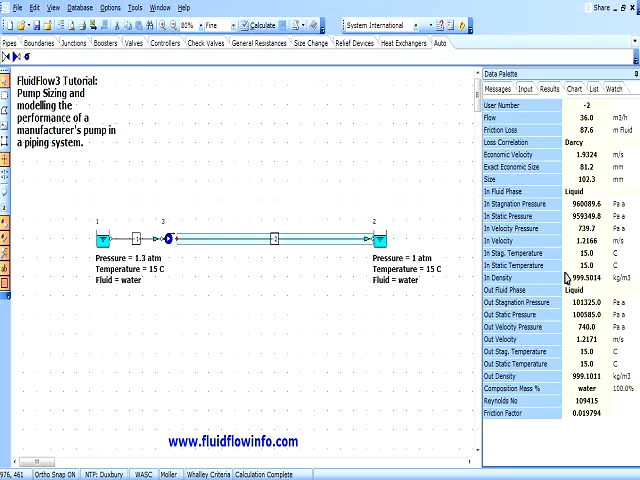 File Edit View Database Options Tools Window Help Share
80% Fine Calculate System International
Pipes Boundaries Junctions Boosters Valves Controllers Check Valves General Resistances Size Change Relief Devices Heat Exchangers Auto
Data Palette
Messages Input Results Chart List Watch
FluidFlow3 Tutorial:
Pump Sizing and
modelling the
performance of a
manufacturer's pump in
a piping system.
1 3 2
-1 -2
Pressure = 1.3 atm
Temperature = 15 C
Fluid = water
Pressure = 1 atm
Temperature = 15 C
Fluid = water
www.fluidflowinfo.com
User Number -2
Flow 36.0 m3/h
Friction Loss 87.6 m Fluid
Loss Correlation Darcy
Economic Velocity 1.9324 m/s
Exact Economic Size 81.2 mm
Size 102.3 mm
In Fluid Phase Liquid
In Stagnation Pressure 960089.6 Pa a
In Static Pressure 959349.8 Pa a
In Velocity Pressure 739.7 Pa a
In Velocity 1.2166 m/s
In Stag. Temperature 15.0 C
In Static Temperature 15.0 C
In Density 999.5014 kg/m3
Out Fluid Phase Liquid
Out Stagnation Pressure 101325.0 Pa a
Out Static Pressure 100585.0 Pa a
Out Velocity Pressure 740.0 Pa a
Out Velocity 1.2171 m/s
Out Stag. Temperature 15.0 C
Out Static Temperature 15.0 C
Out Density 999.1011 kg/m3
Composition Mass % water 100.0%
Reynolds No 109415
Friction Factor 0.019794
976, 461 Ortho Snap ON NTP: Duxbury WASC Moller Whalley Criteria Calculation Complete